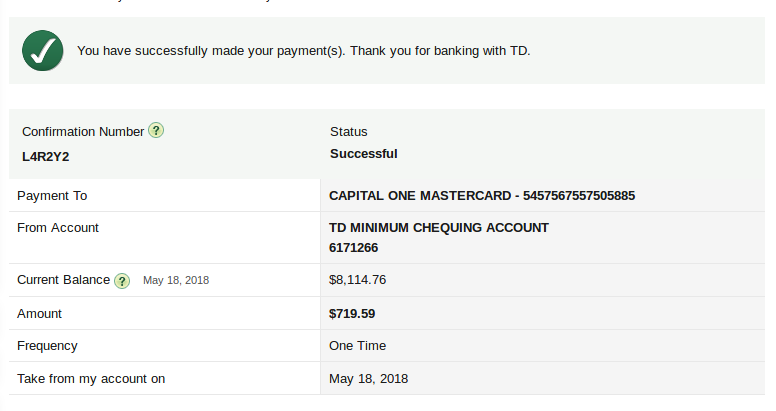 You have successfully made your payment(s). Thank you for banking with TD.
Confirmation Number ?
Status
L4R2Y2
Successful
Payment To
CAPITAL ONE MASTERCARD - 5457567557505885
From Account
TD MINIMUM CHEQUING ACCOUNT
6171266
Current Balance ? May 18, 2018
$8,114.76
Amount
$719.59
Frequency
One Time
Take from my account on
May 18, 2018